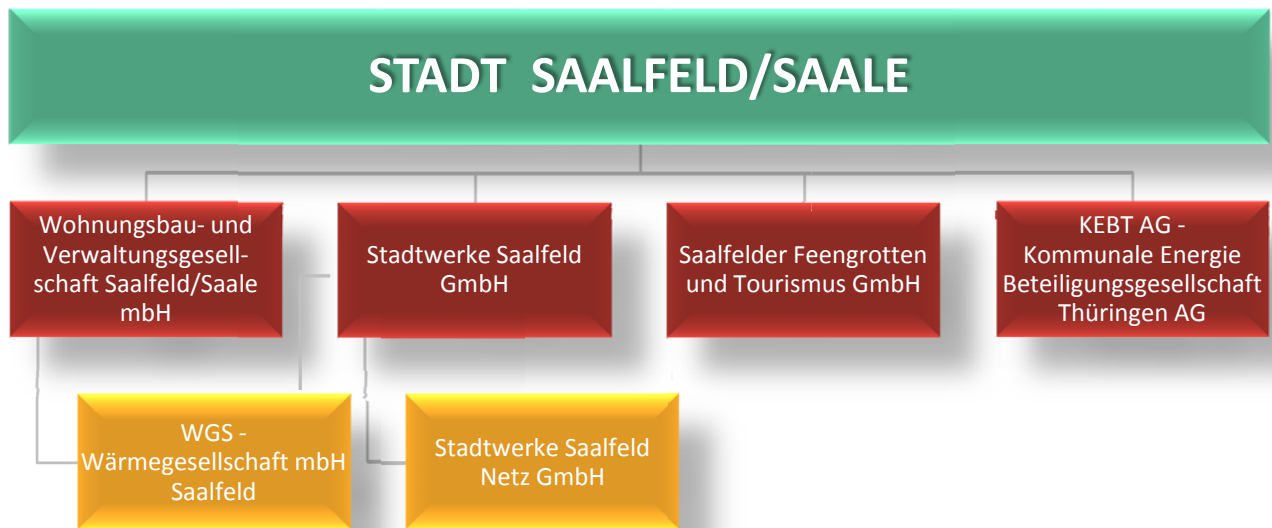 STADT SAALFELD/SAALE
Wohnungsbau- und
Verwaltungsgesell-
schaft Saalfeld/Saale
mbH
Stadtwerke Saalfeld
GmbH
Saalfelder Feengrotten
und Tourismus GmbH
KEBT AG -
Kommunale Energie
Beteiligungsgesellschaft
Thüringen AG
WGS -
Wärmegesellschaft mbH
Saalfeld
Stadtwerke Saalfeld
Netz GmbH